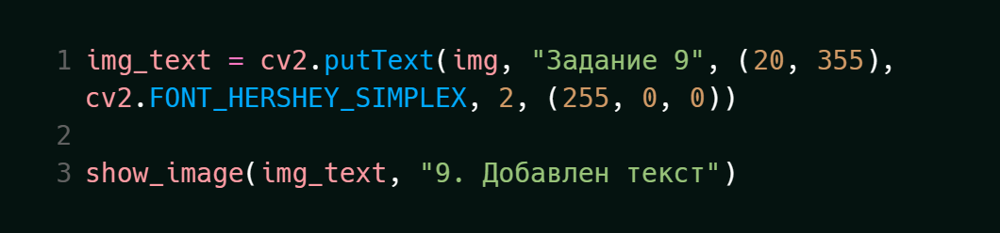 1 img_text = cv2.putText(img, "Задание 9", (20, 355),
cv2.FONT_HERSHEY_SIMPLEX, 2, (255, 0, 0))
2
3 show_image(img_text, "9. Добавлен текст")